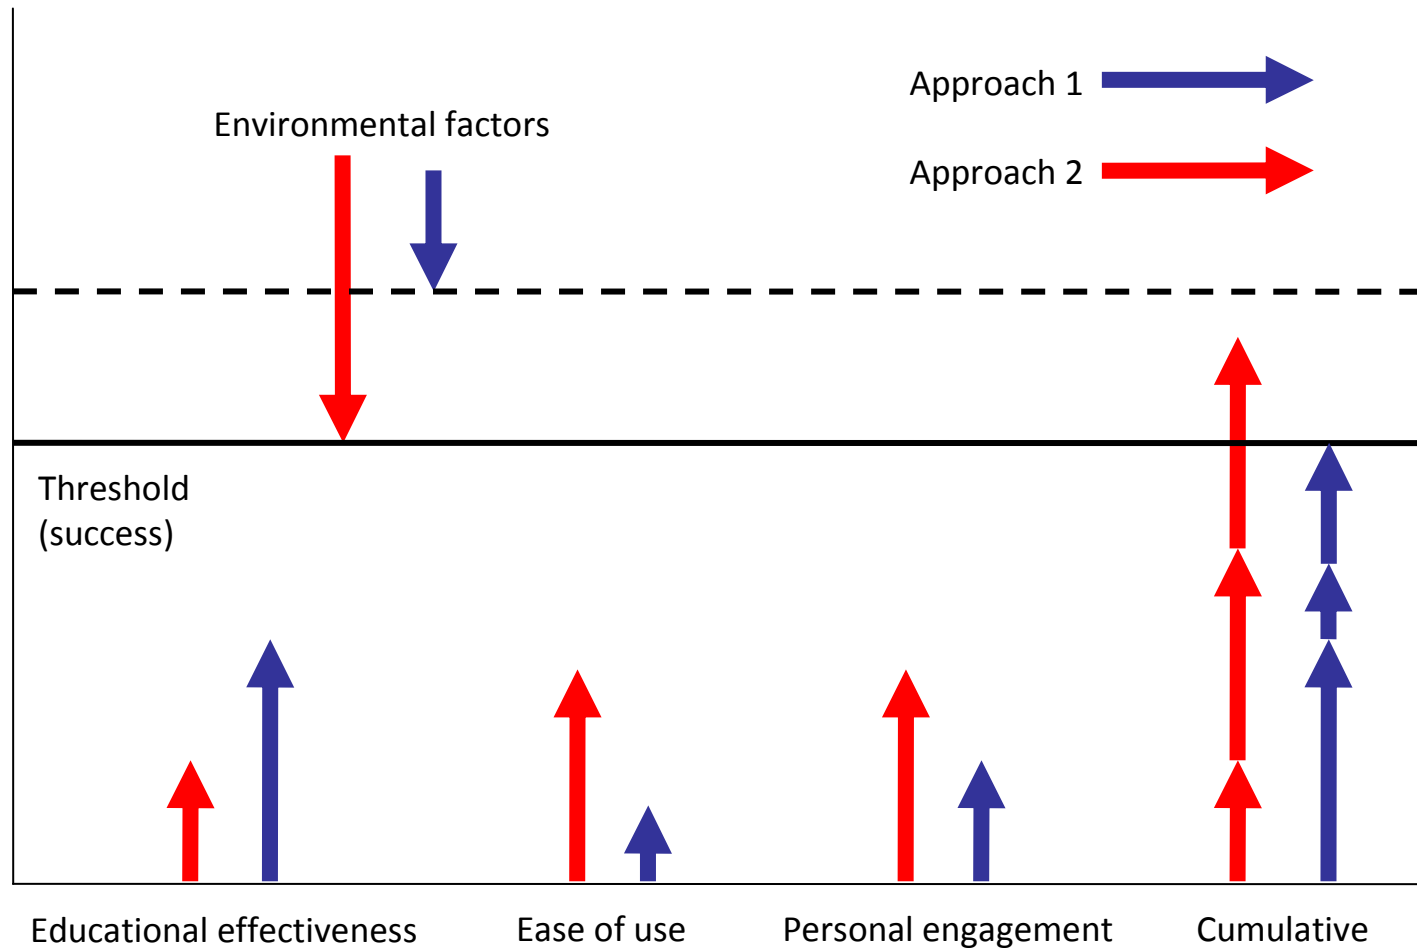 Approach 1
Environmental factors
Approach 2
Threshold
(success)
Educational effectiveness
Ease of use
Personal engagement
Cumulative